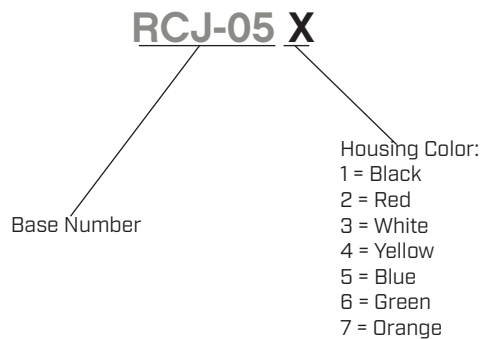 RCJ-05 X
Housing Color:
1 = Black
2 = Red
Base Number
3 = White
4 = Yellow
5 = Blue
6 = Green
7 = Orange